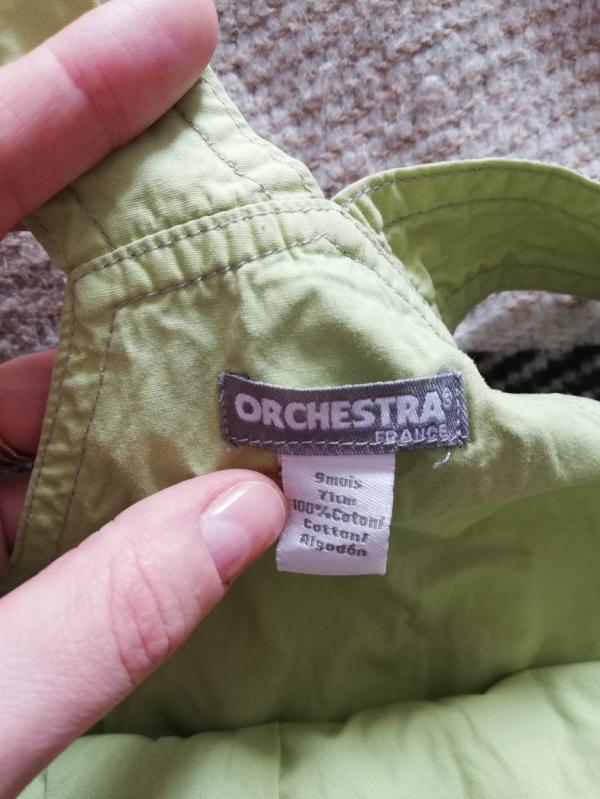 ORCHESTRA®
FRANCE
9mois
71cm
100%Coton/
Cotton/
Algodón